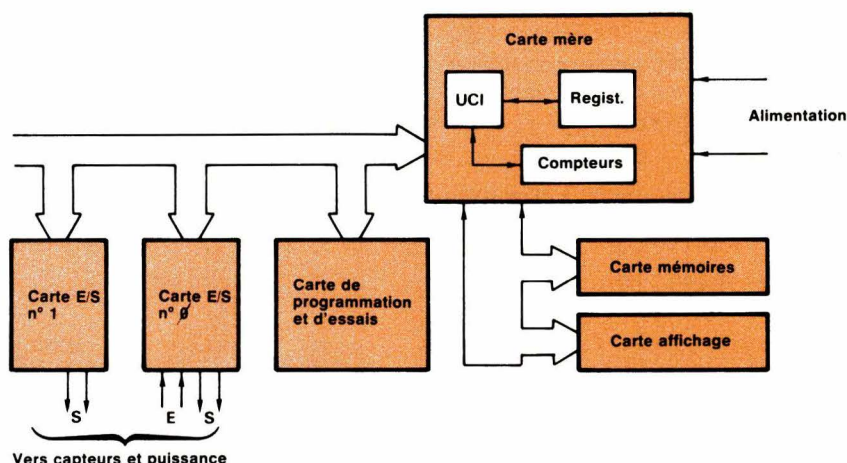 Carte mère
UCI
Regist.
Compteurs
Alimentation
Carte E/S
n° 1
Carte E/S
n° 0
Carte de
programmation
et d'essais
Carte mémoires
Carte affichage
S
E
S
Vers capteurs et puissance